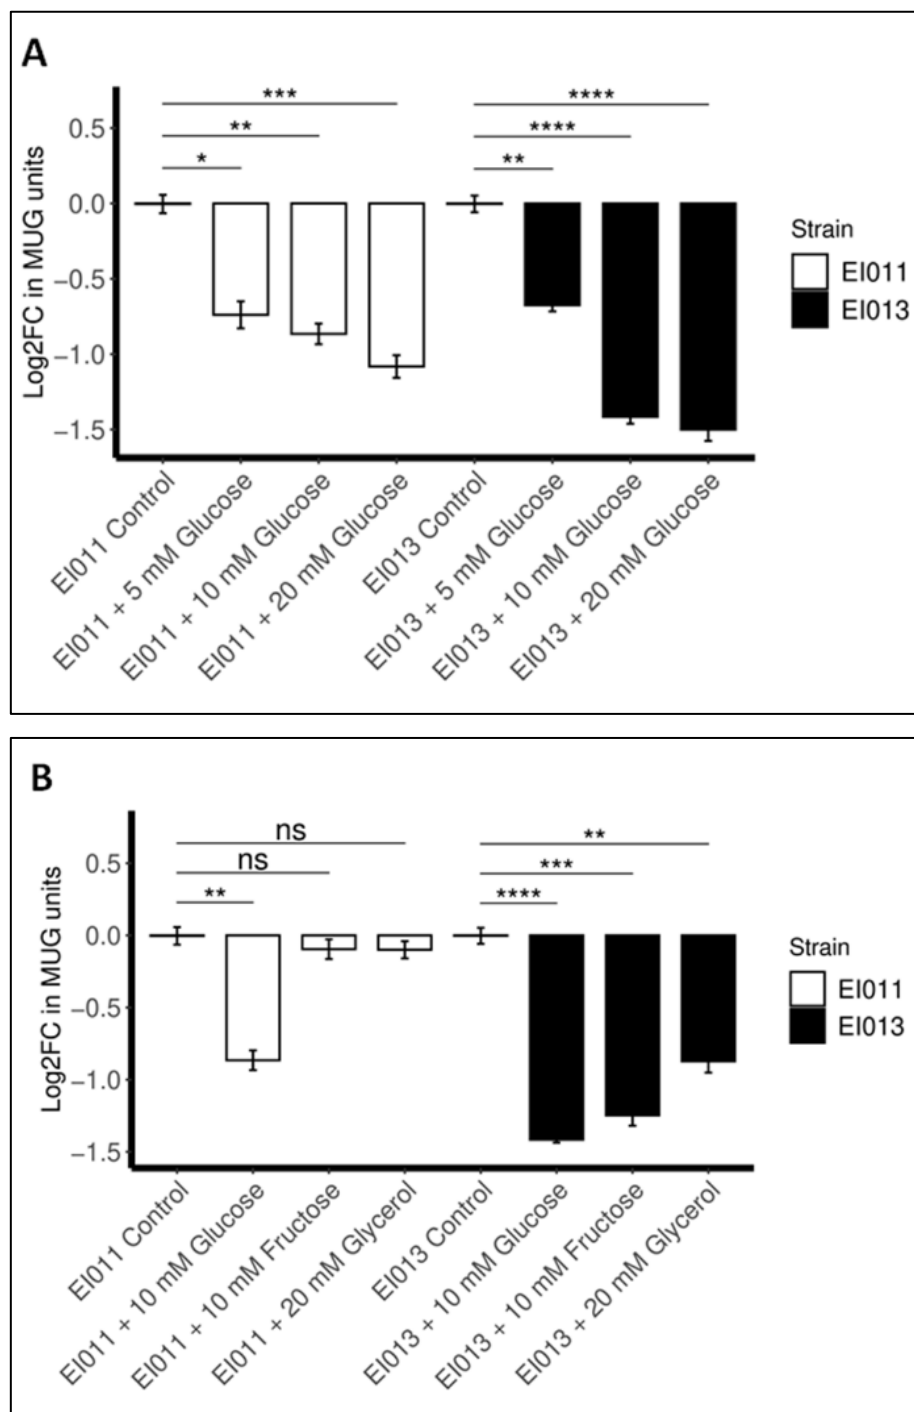 A
***
****
**
****
*
**
0.5
0.0
−0.5
−1.0
−1.5
Log2FC in MUG units
Strain
EI011
EI013
EI011 Control
EI011 + 5 mM Glucose
EI011 + 10 mM Glucose
EI011 + 20 mM Glucose
EI013 Control
EI013 + 5 mM Glucose
EI013 + 10 mM Glucose
EI013 + 20 mM Glucose
B
ns
**
ns
***
**
****
0.5
0.0
−0.5
−1.0
−1.5
Log2FC in MUG units
Strain
EI011
EI013
EI011 Control
EI011 + 10 mM Glucose
EI011 + 10 mM Fructose
EI011 + 20 mM Glycerol
EI013 Control
EI013 + 10 mM Glucose
EI013 + 10 mM Fructose
EI013 + 20 mM Glycerol